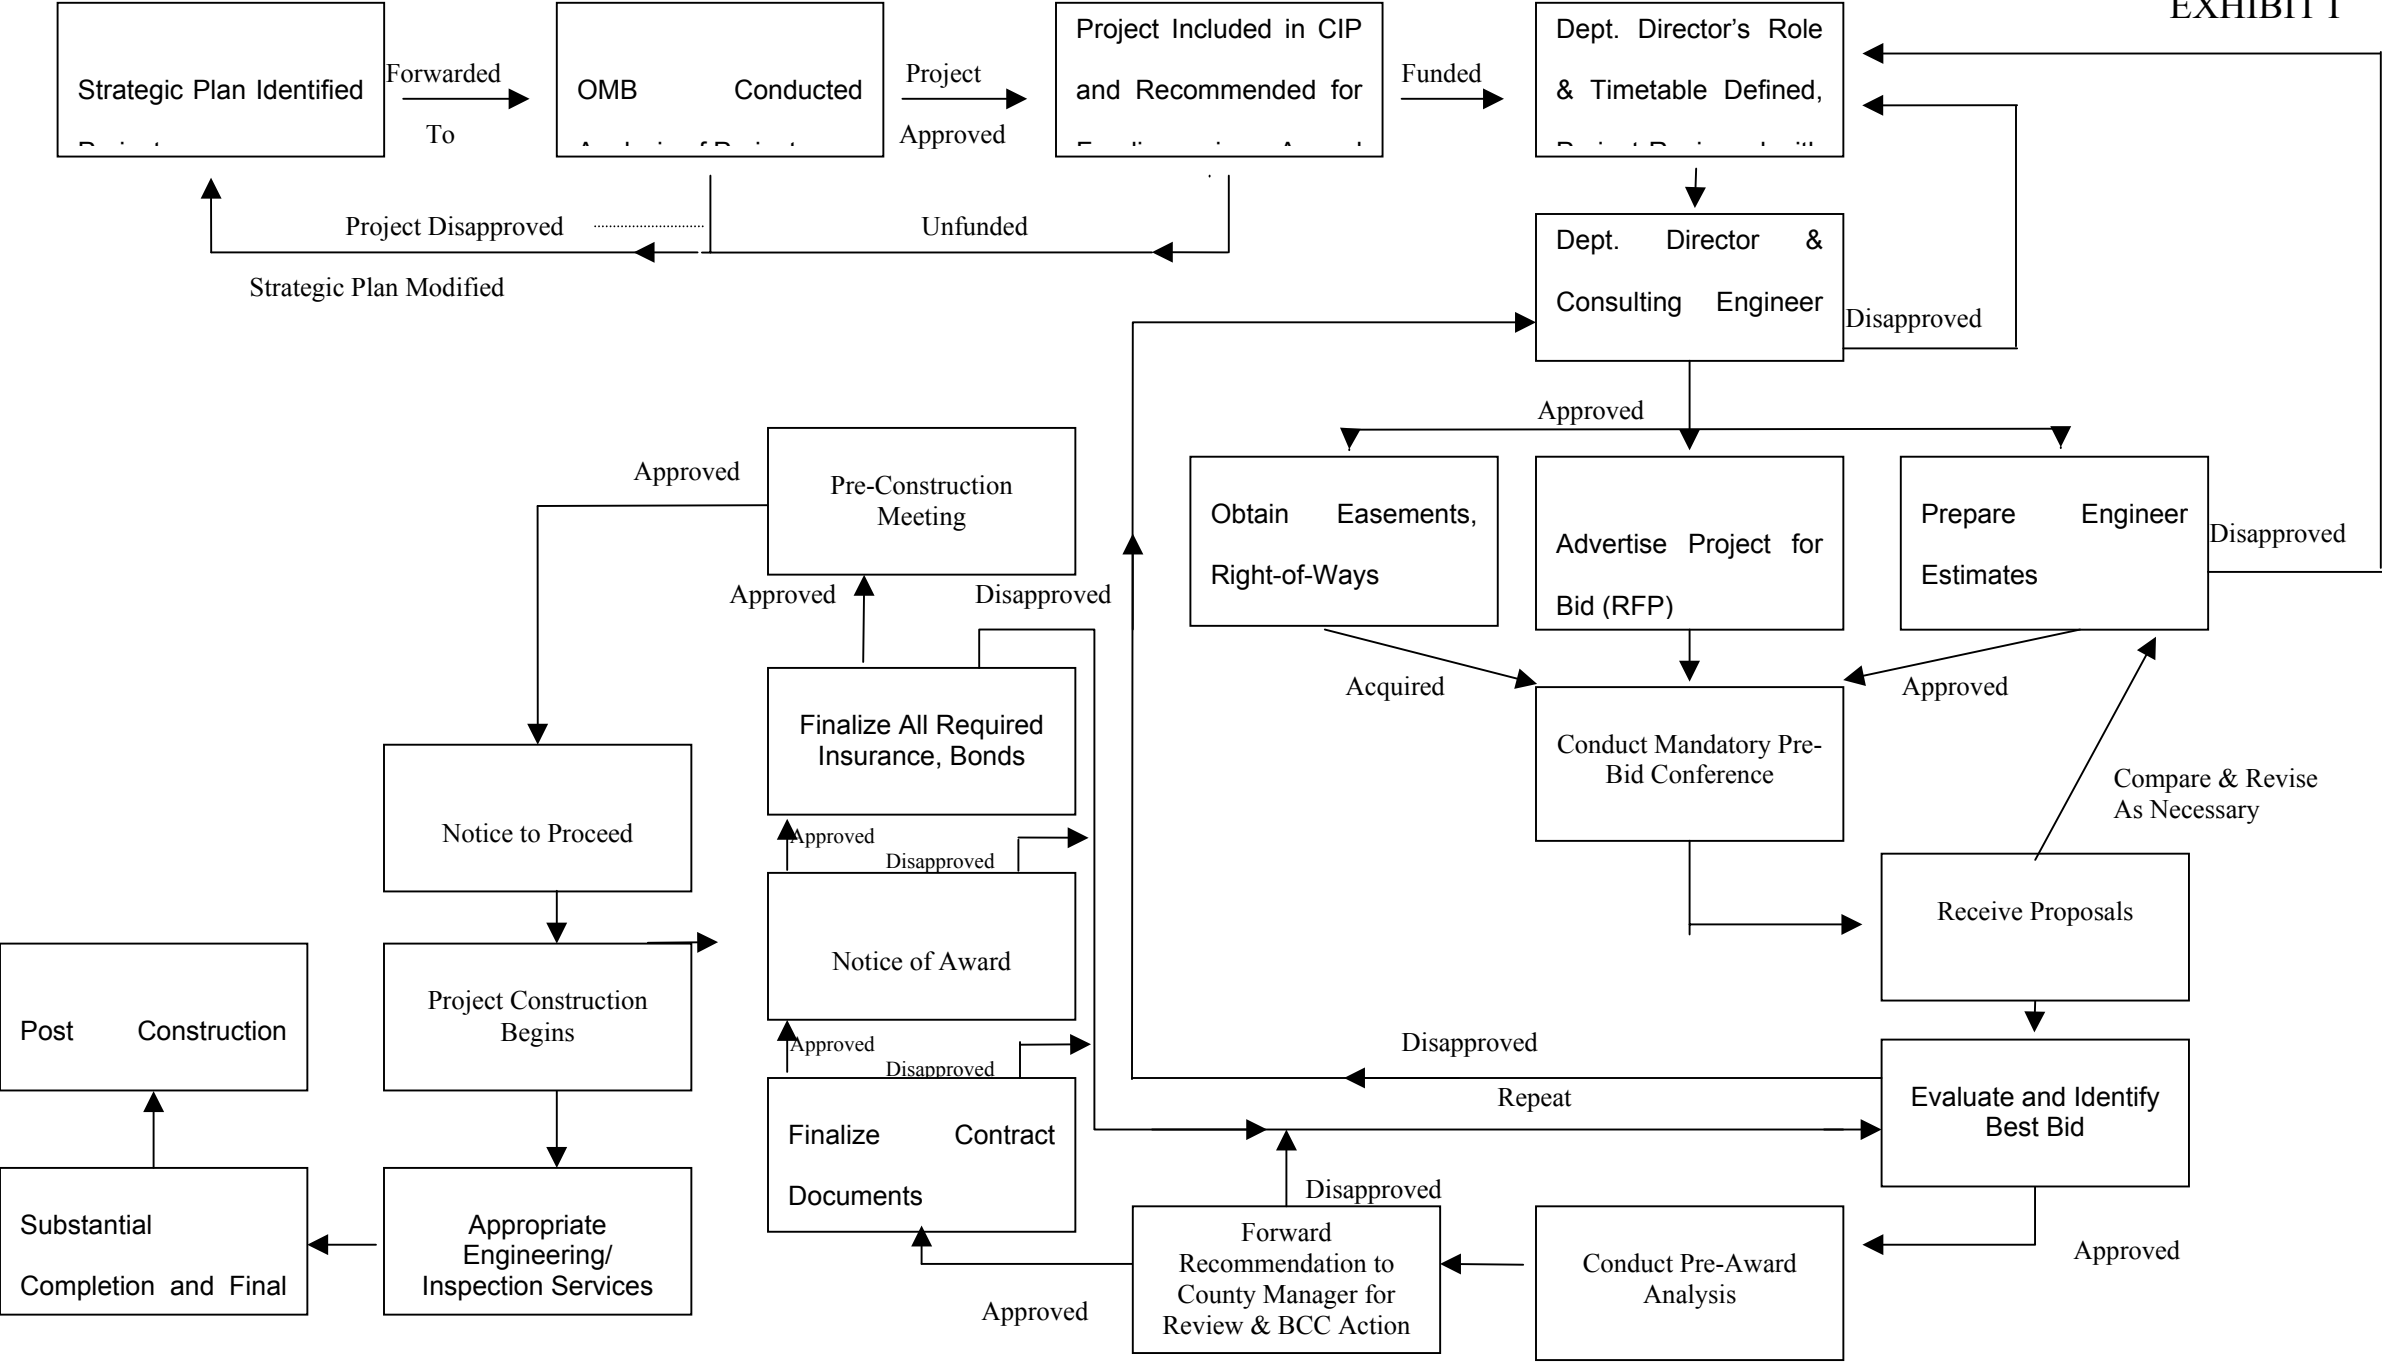 EXHIBIT 1
Strategic Plan Identified
Forwarded
To
OMB Conducted
Project
Approved
Project Included in CIP
and Recommended for
Funded
Dept. Director's Role
& Timetable Defined,
Project Disapproved
Unfunded
Strategic Plan Modified
Dept. Director &
Consulting Engineer
Disapproved
Approved
Approved
Pre-Construction
Meeting
Obtain Easements,
Right-of-Ways
Advertise Project for
Bid (RFP)
Prepare Engineer
Estimates
Disapproved
Approved
Disapproved
Acquired
Approved
Finalize All Required
Insurance, Bonds
Conduct Mandatory Pre-
Bid Conference
Compare & Revise
As Necessary
Notice to Proceed
Approved
Disapproved
Receive Proposals
Notice of Award
Project Construction
Begins
Post Construction
Approved
Disapproved
Disapproved
Repeat
Evaluate and Identify
Best Bid
Finalize Contract
Documents
Disapproved
Substantial
Completion and Final
Appropriate
Engineering/
Inspection Services
Approved
Forward
Recommendation to
County Manager for
Review & BCC Action
Conduct Pre-Award
Analysis
Approved